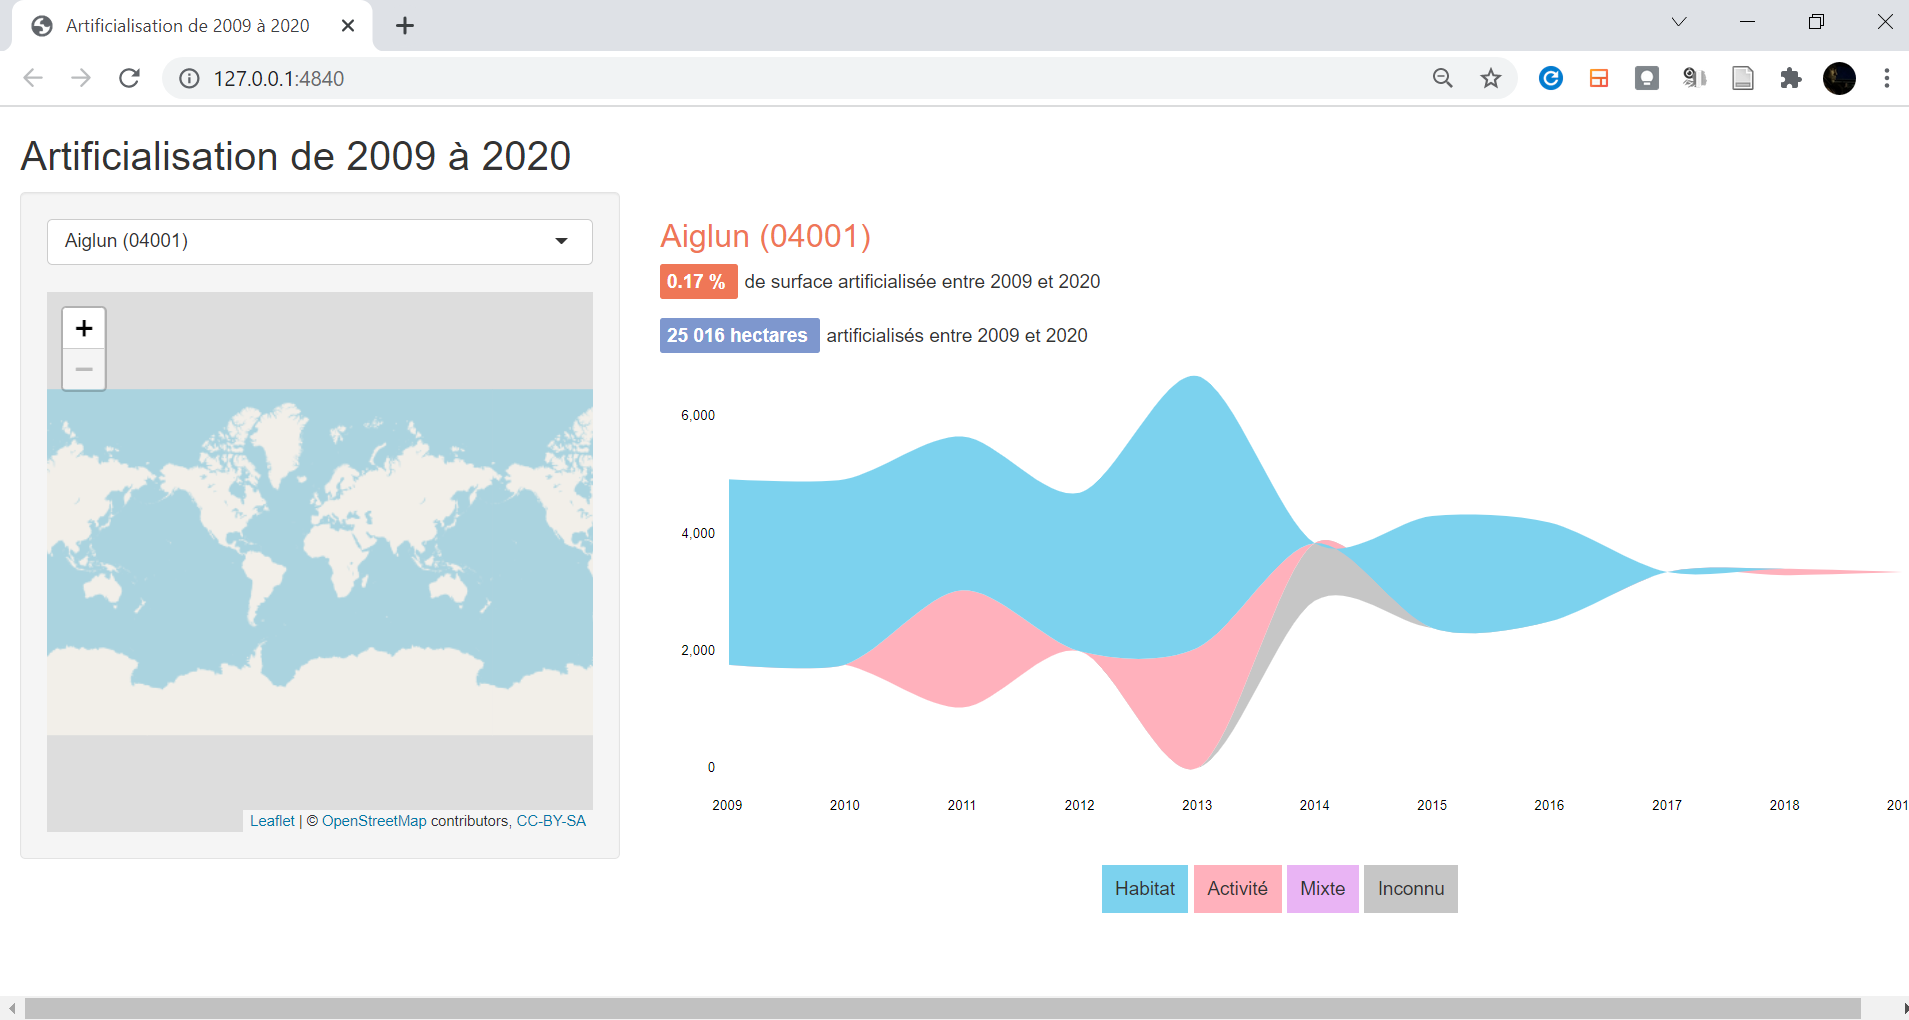 Artificialisation de 2009 à 2020
127.0.0.1:4840
Artificialisation de 2009 à 2020
Aiglun (04001)
+
−
Leaflet | © OpenStreetMap contributors, CC-BY-SA
Aiglun (04001)
0.17 % de surface artificialisée entre 2009 et 2020
25 016 hectares artificialisés entre 2009 et 2020
6,000
4,000
2,000
0
2009 2010 2011 2012 2013 2014 2015 2016 2017 2018 201
Habitat Activité Mixte Inconnu